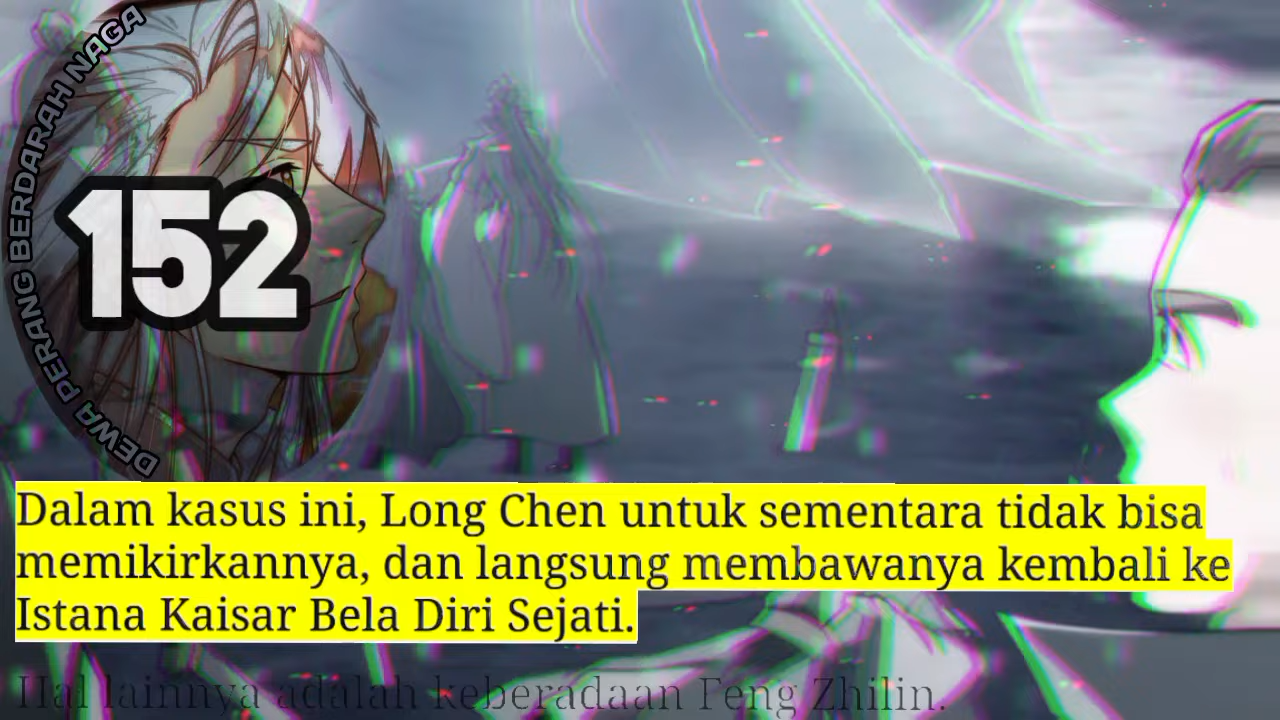 DEWA PERANG BERDARAH NAGA
152
Dalam kasus ini, Long Chen untuk sementara tidak bisa
memikirkannya, dan langsung membawanya kembali ke
Istana Kaisar Bela Diri Sejati.
Hal lainnya adalah keberadaan Feng Zhilin.